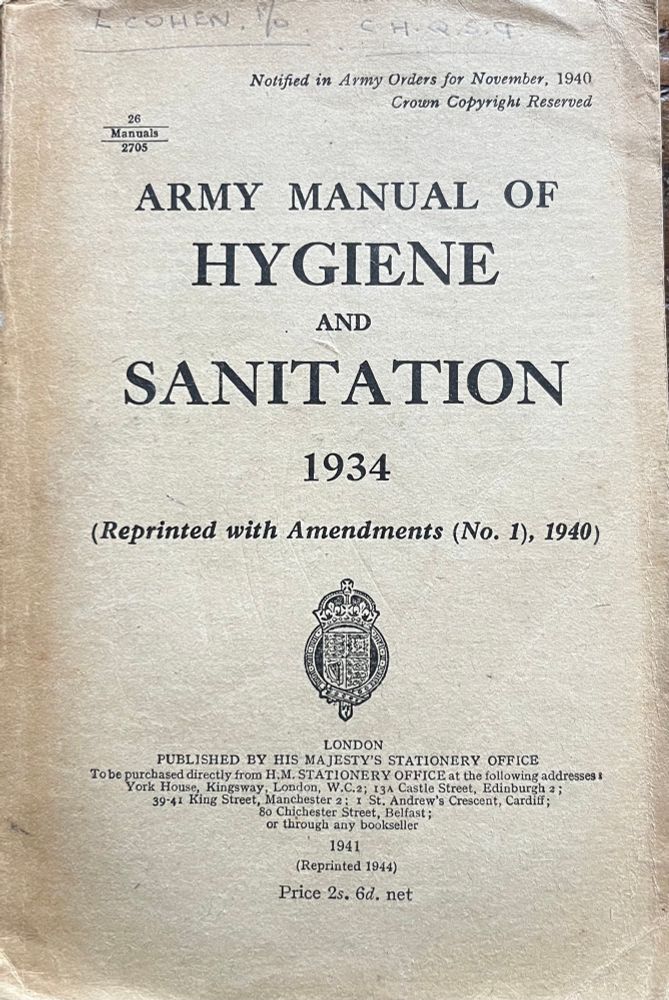 L. COHEN. P/O C H. Q. S. P.
Notified in Army Orders for November, 1940
Crown Copyright Reserved
26
Manuals
2705
ARMY MANUAL OF
HYGIENE
AND
SANITATION
1934
(Reprinted with Amendments (No. 1), 1940)
LONDON
PUBLISHED BY HIS MAJESTY'S STATIONERY OFFICE
To be purchased directly from H.M. STATIONERY OFFICE at the following addresses:
York House, Kingsway, London, W.C.2; 13A Castle Street, Edinburgh 2;
39-41 King Street, Manchester 2; 1 St. Andrew's Crescent, Cardiff;
80 Chichester Street, Belfast;
or through any bookseller
1941
(Reprinted 1944)
Price 2s. 6d. net